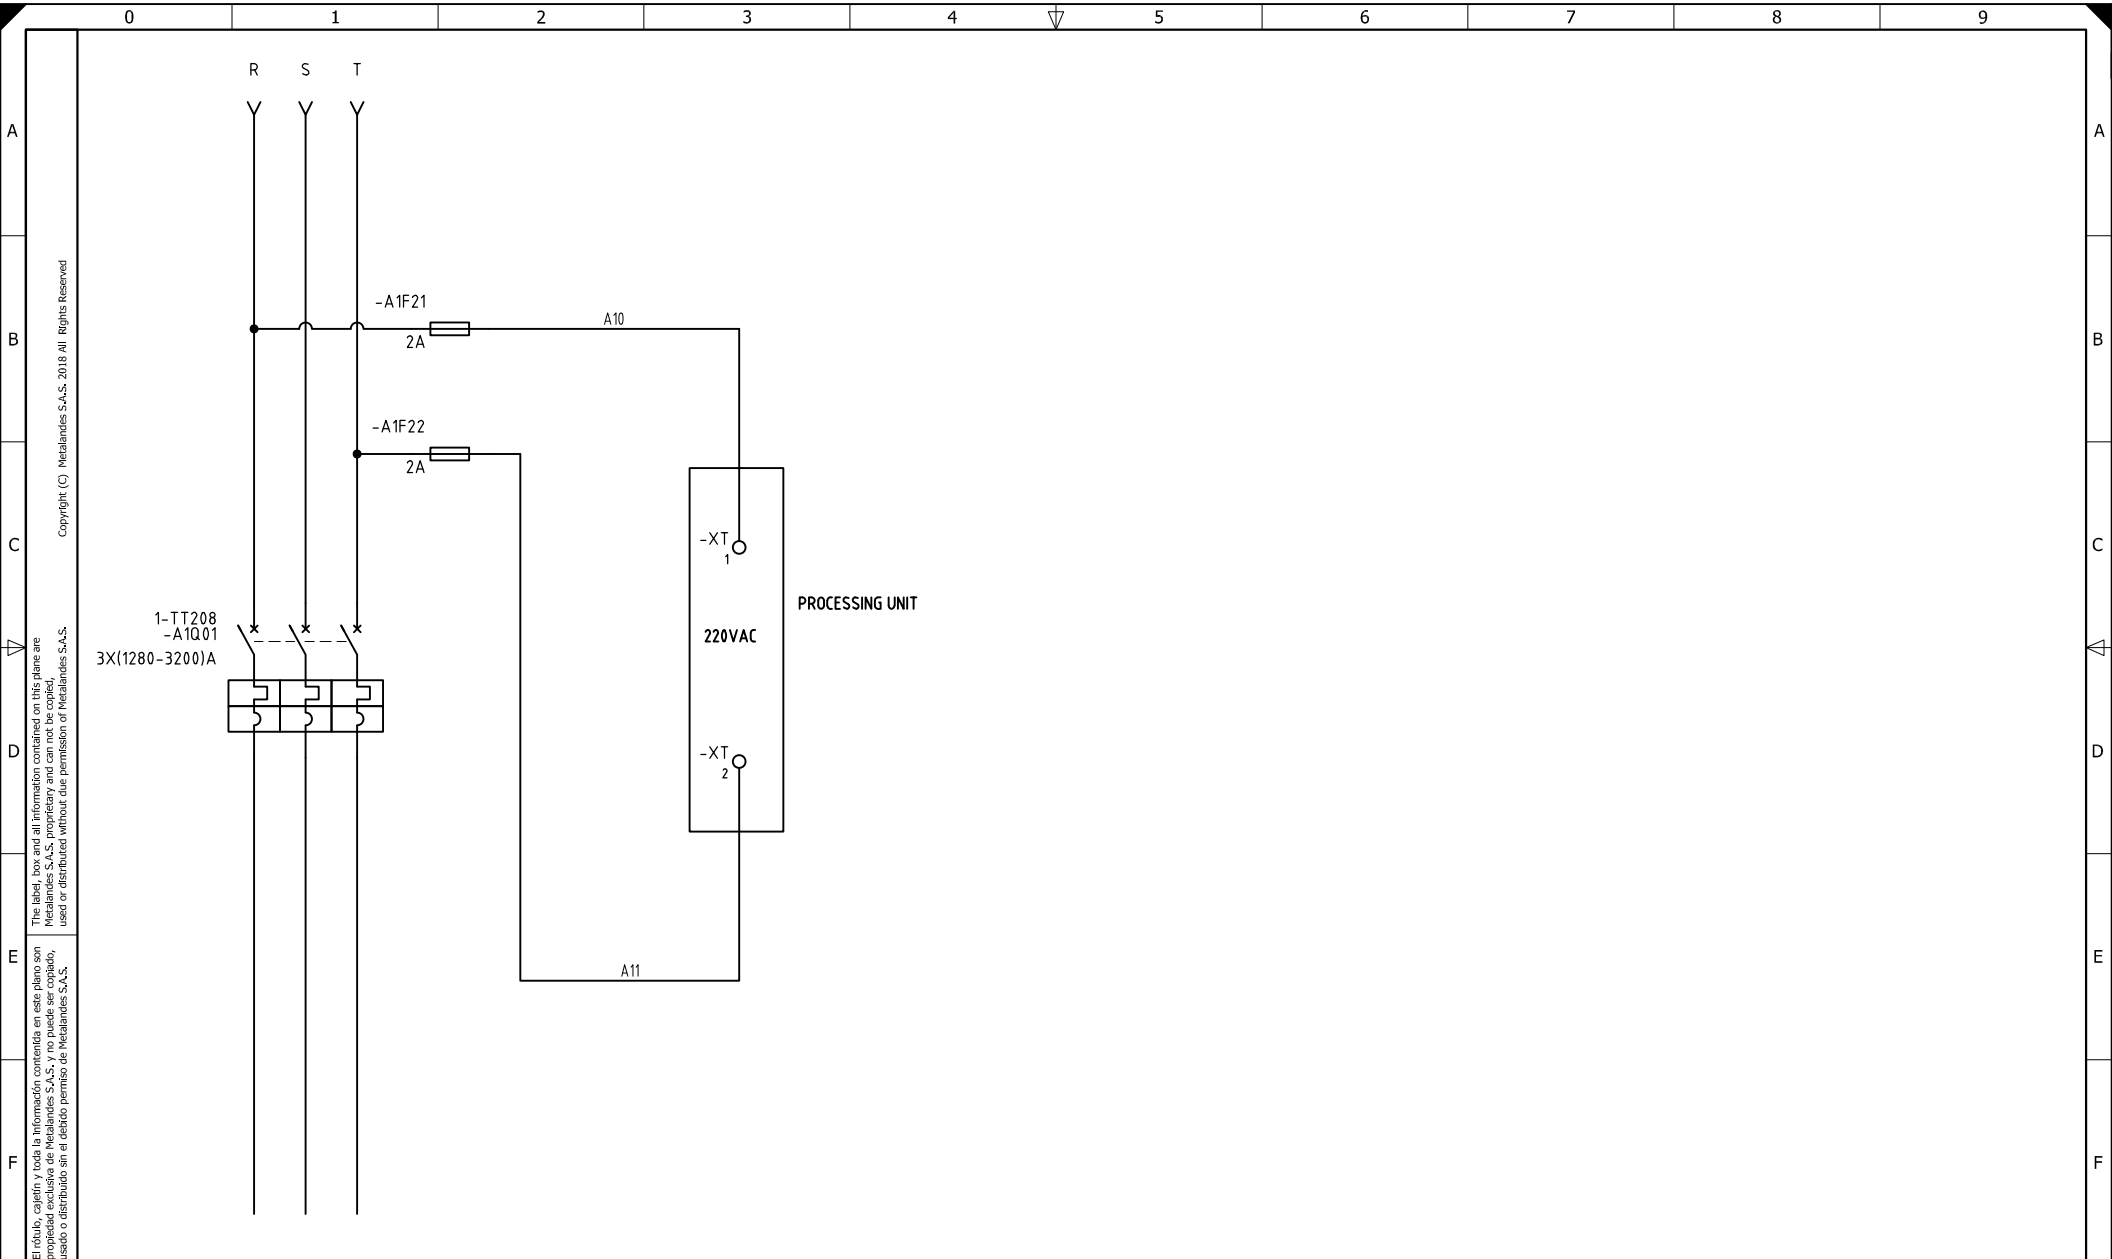 0 1 2 3 4 5 6 7 8 9
R S T
A A
-A1F21
A10
2A
B B
-A1F22
2A
C C
-XT
1
PROCESSING UNIT
1-TT208
-A1Q01
220VAC
3X(1280-3200)A
D D
-XT
2
E E
A11
F F
Copyright (C) Metalandes S.A.S. 2018 All Rights Reserved
The label, box and all information contained on this plane are
Metalandes S.A.S. proprietary and can not be copied,
used or distributed without due permission of Metalandes S.A.S.
El rótulo, cajetín y toda la información contenida en este plano son
propiedad exclusiva de Metalandes S.A.S. y no puede ser copiado,
usado o distribuido sin el debido permiso de Metalandes S.A.S.